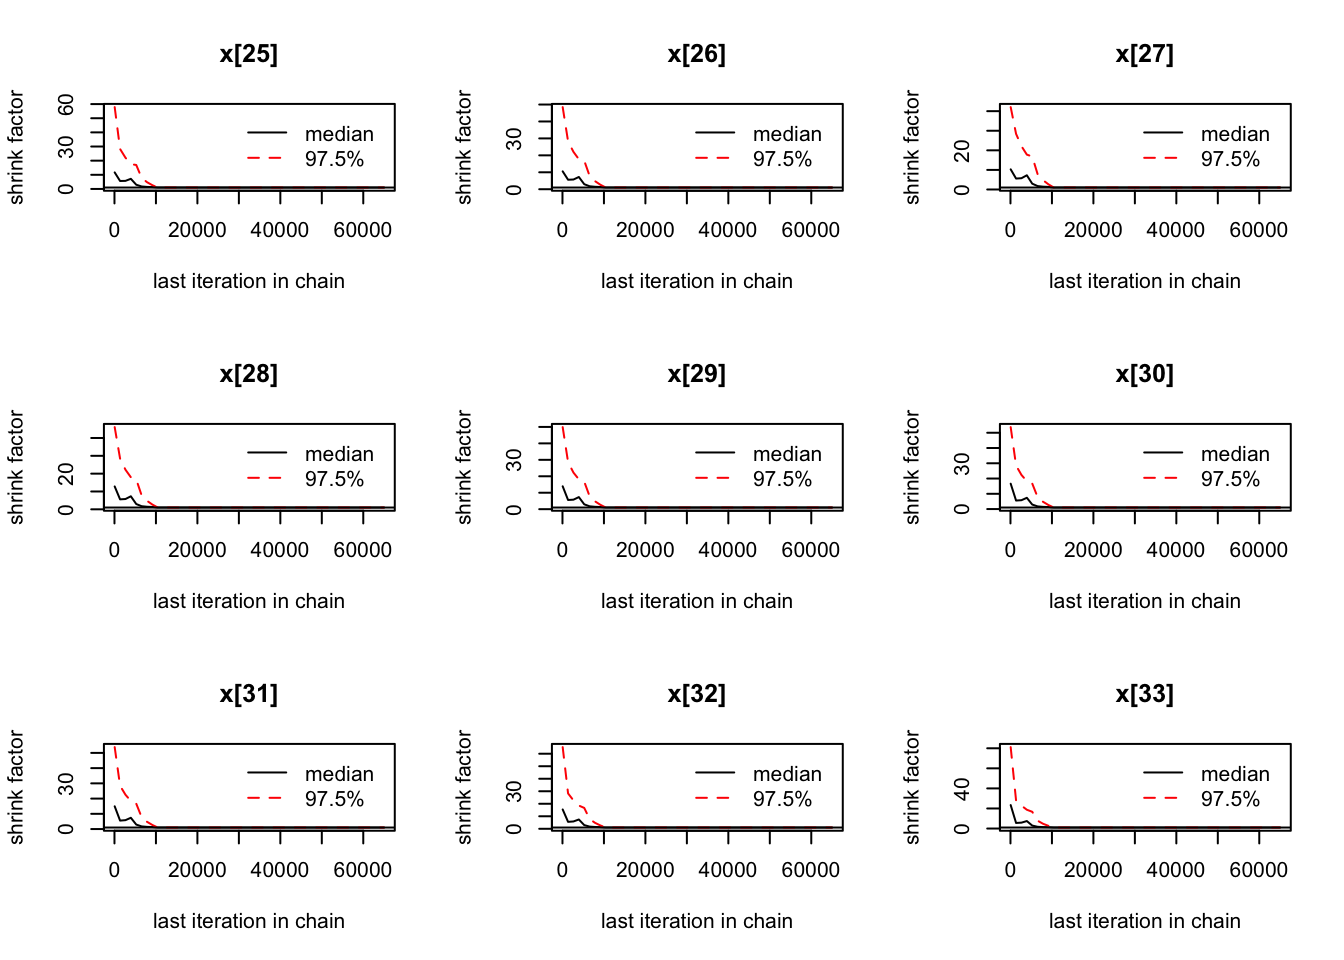 x[25]
shrink factor
60
30
0
median
97.5%
0 20000 40000 60000
last iteration in chain
x[26]
shrink factor
30
0
median
97.5%
0 20000 40000 60000
last iteration in chain
x[27]
shrink factor
20
0
median
97.5%
0 20000 40000 60000
last iteration in chain
x[28]
shrink factor
20
0
median
97.5%
0 20000 40000 60000
last iteration in chain
x[29]
shrink factor
30
0
median
97.5%
0 20000 40000 60000
last iteration in chain
x[30]
shrink factor
30
0
median
97.5%
0 20000 40000 60000
last iteration in chain
x[31]
shrink factor
30
0
median
97.5%
0 20000 40000 60000
last iteration in chain
x[32]
shrink factor
30
0
median
97.5%
0 20000 40000 60000
last iteration in chain
x[33]
shrink factor
40
0
median
97.5%
0 20000 40000 60000
last iteration in chain